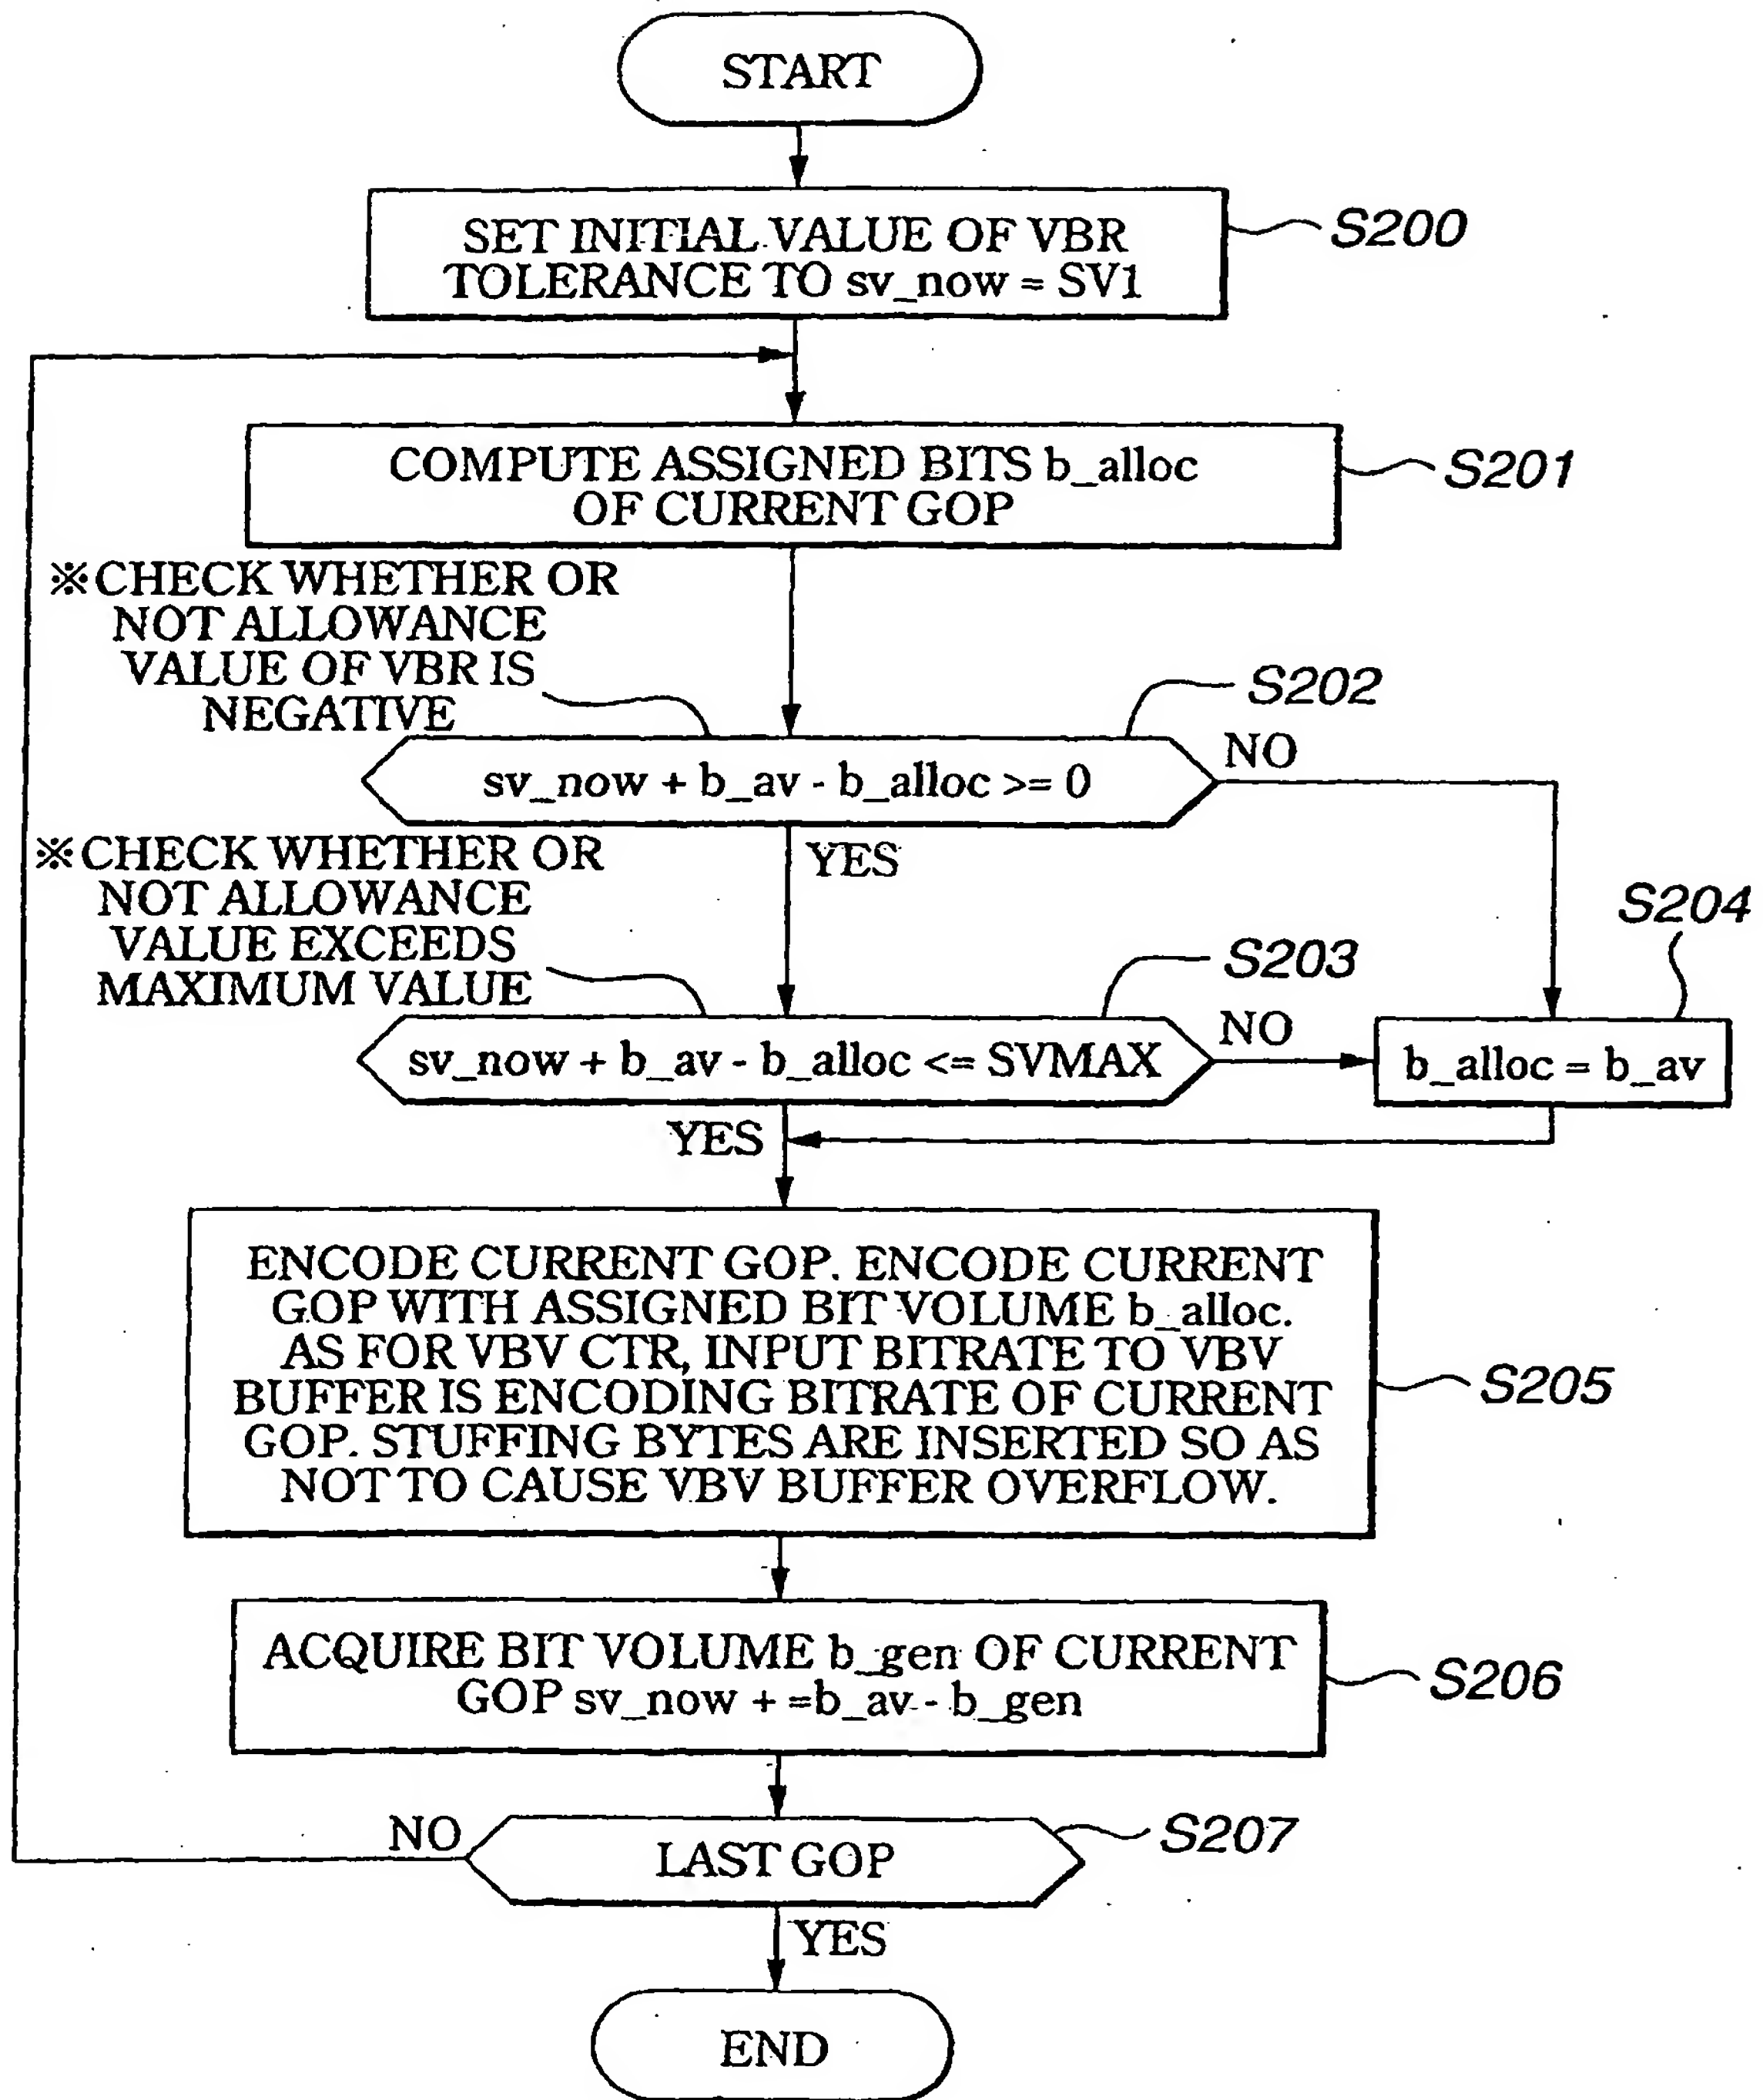 START
SET INITIAL VALUE OF VBR
TOLERANCE TO sv_now = SV1
S200
COMPUTE ASSIGNED BITS b_alloc
OF CURRENT GOP
S201
※CHECK WHETHER OR
NOT ALLOWANCE
VALUE OF VBR IS
NEGATIVE
S202
sv_now + b_av - b_alloc >= 0
NO
YES
※CHECK WHETHER OR
NOT ALLOWANCE
VALUE EXCEEDS
MAXIMUM VALUE
S203
S204
sv_now + b_av - b_alloc <= SVMAX
NO
b_alloc = b_av
YES
ENCODE CURRENT GOP. ENCODE CURRENT
GOP WITH ASSIGNED BIT VOLUME b_alloc.
AS FOR VBV CTR, INPUT BITRATE TO VBV
BUFFER IS ENCODING BITRATE OF CURRENT
GOP. STUFFING BYTES ARE INSERTED SO AS
NOT TO CAUSE VBV BUFFER OVERFLOW.
S205
ACQUIRE BIT VOLUME b_gen OF CURRENT
GOP sv_now + =b_av - b_gen
S206
NO
LAST GOP
S207
YES
END